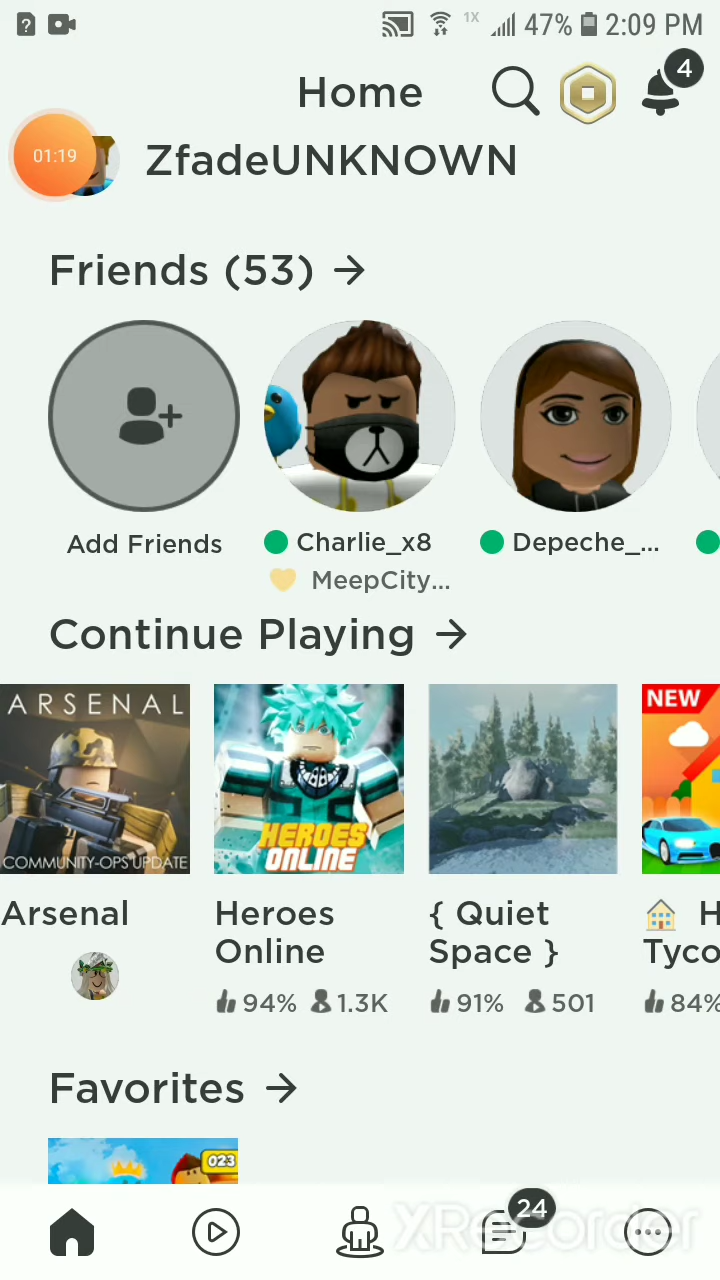 1X 47% 2:09 PM
Home
4
01:19
ZfadeUNKNOWN
Friends (53) →
Add Friends
Charlie_x8
MeepCity...
Depeche_...
Continue Playing →
ARSENAL
COMMUNITY-OPS UPDATE
HEROES
ONLINE
NEW
Arsenal
Heroes
Online
94% 1.3K
{ Quiet
Space }
91% 501
H
Tyco
84%
Favorites →
023
24
XRecorder